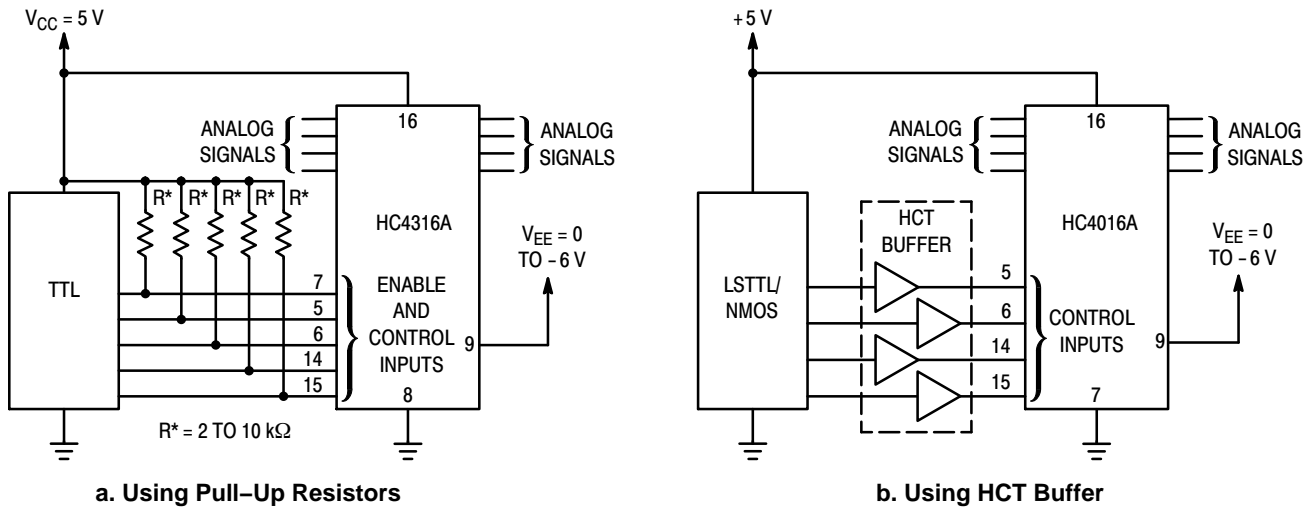 V_CC = 5 V
ANALOG
SIGNALS
16
ANALOG
SIGNALS
R* R* R* R* R*
HC4316A
V_EE = 0
TO −6 V
TTL
7
5
6
14
15
ENABLE
AND
CONTROL
INPUTS
9
8
R* = 2 TO 10 kΩ
a. Using Pull−Up Resistors
+5 V
ANALOG
SIGNALS
16
ANALOG
SIGNALS
HCT
BUFFER
HC4016A
V_EE = 0
TO −6 V
LSTTL/
NMOS
5
6
14
15
CONTROL
INPUTS
9
7
b. Using HCT Buffer